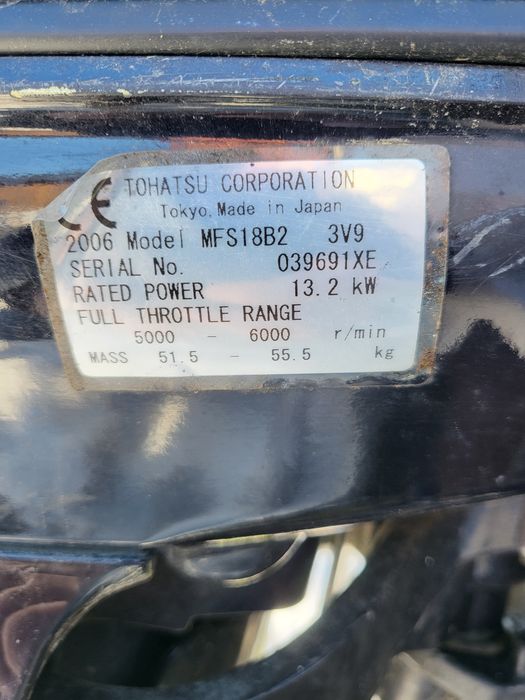 CE TOHATSU CORPORATION
Tokyo, Made in Japan
2006 Model MFS18B2 3V9
SERIAL No. 039691XE
RATED POWER 13.2 kW
FULL THROTTLE RANGE
5000 - 6000 r/min
MASS 51.5 - 55.5 kg